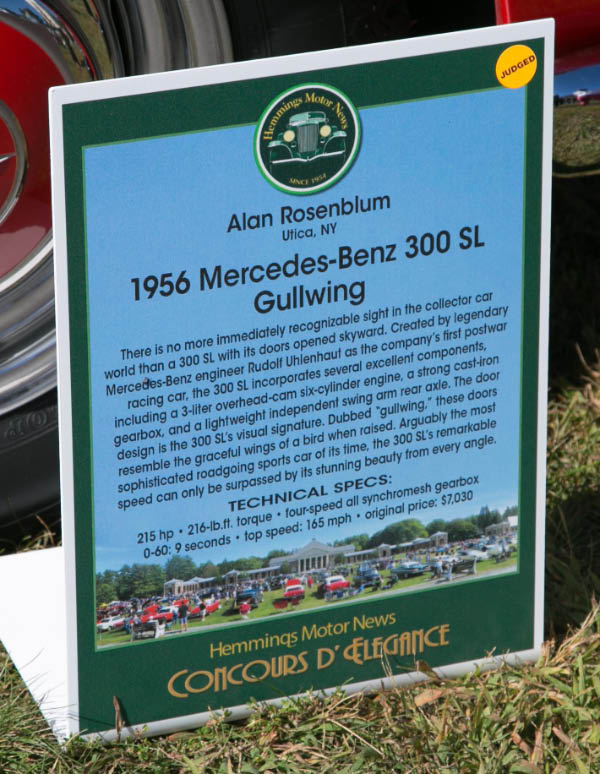 JUDGED
Hemmings Motor News
SINCE 1954
Alan Rosenblum
Utica, NY
1956 Mercedes-Benz 300 SL
Gullwing
There is no more immediately recognizable sight in the collector car
world than a 300 SL with its doors opened skyward. Created by legendary
Mercedes-Benz engineer Rudolf Uhlenhaut as the company's first postwar
racing car, the 300 SL incorporates several excellent components,
including a 3-liter overhead-cam six-cylinder engine, a strong cast-iron
gearbox, and a lightweight independent swing arm rear axle. The door
design is the 300 SL's visual signature. Dubbed "gullwing," these doors
resemble the graceful wings of a bird when raised. Arguably the most
sophisticated roadgoing sports car of its time, the 300 SL's remarkable
speed can only be surpassed by its stunning beauty from every angle.
TECHNICAL SPECS:
215 hp • 216-lb.ft. torque • four-speed all synchromesh gearbox
0-60: 9 seconds • top speed: 165 mph • original price: $7,030
Hemmings Motor News
CONCOURS D'ELEGANCE